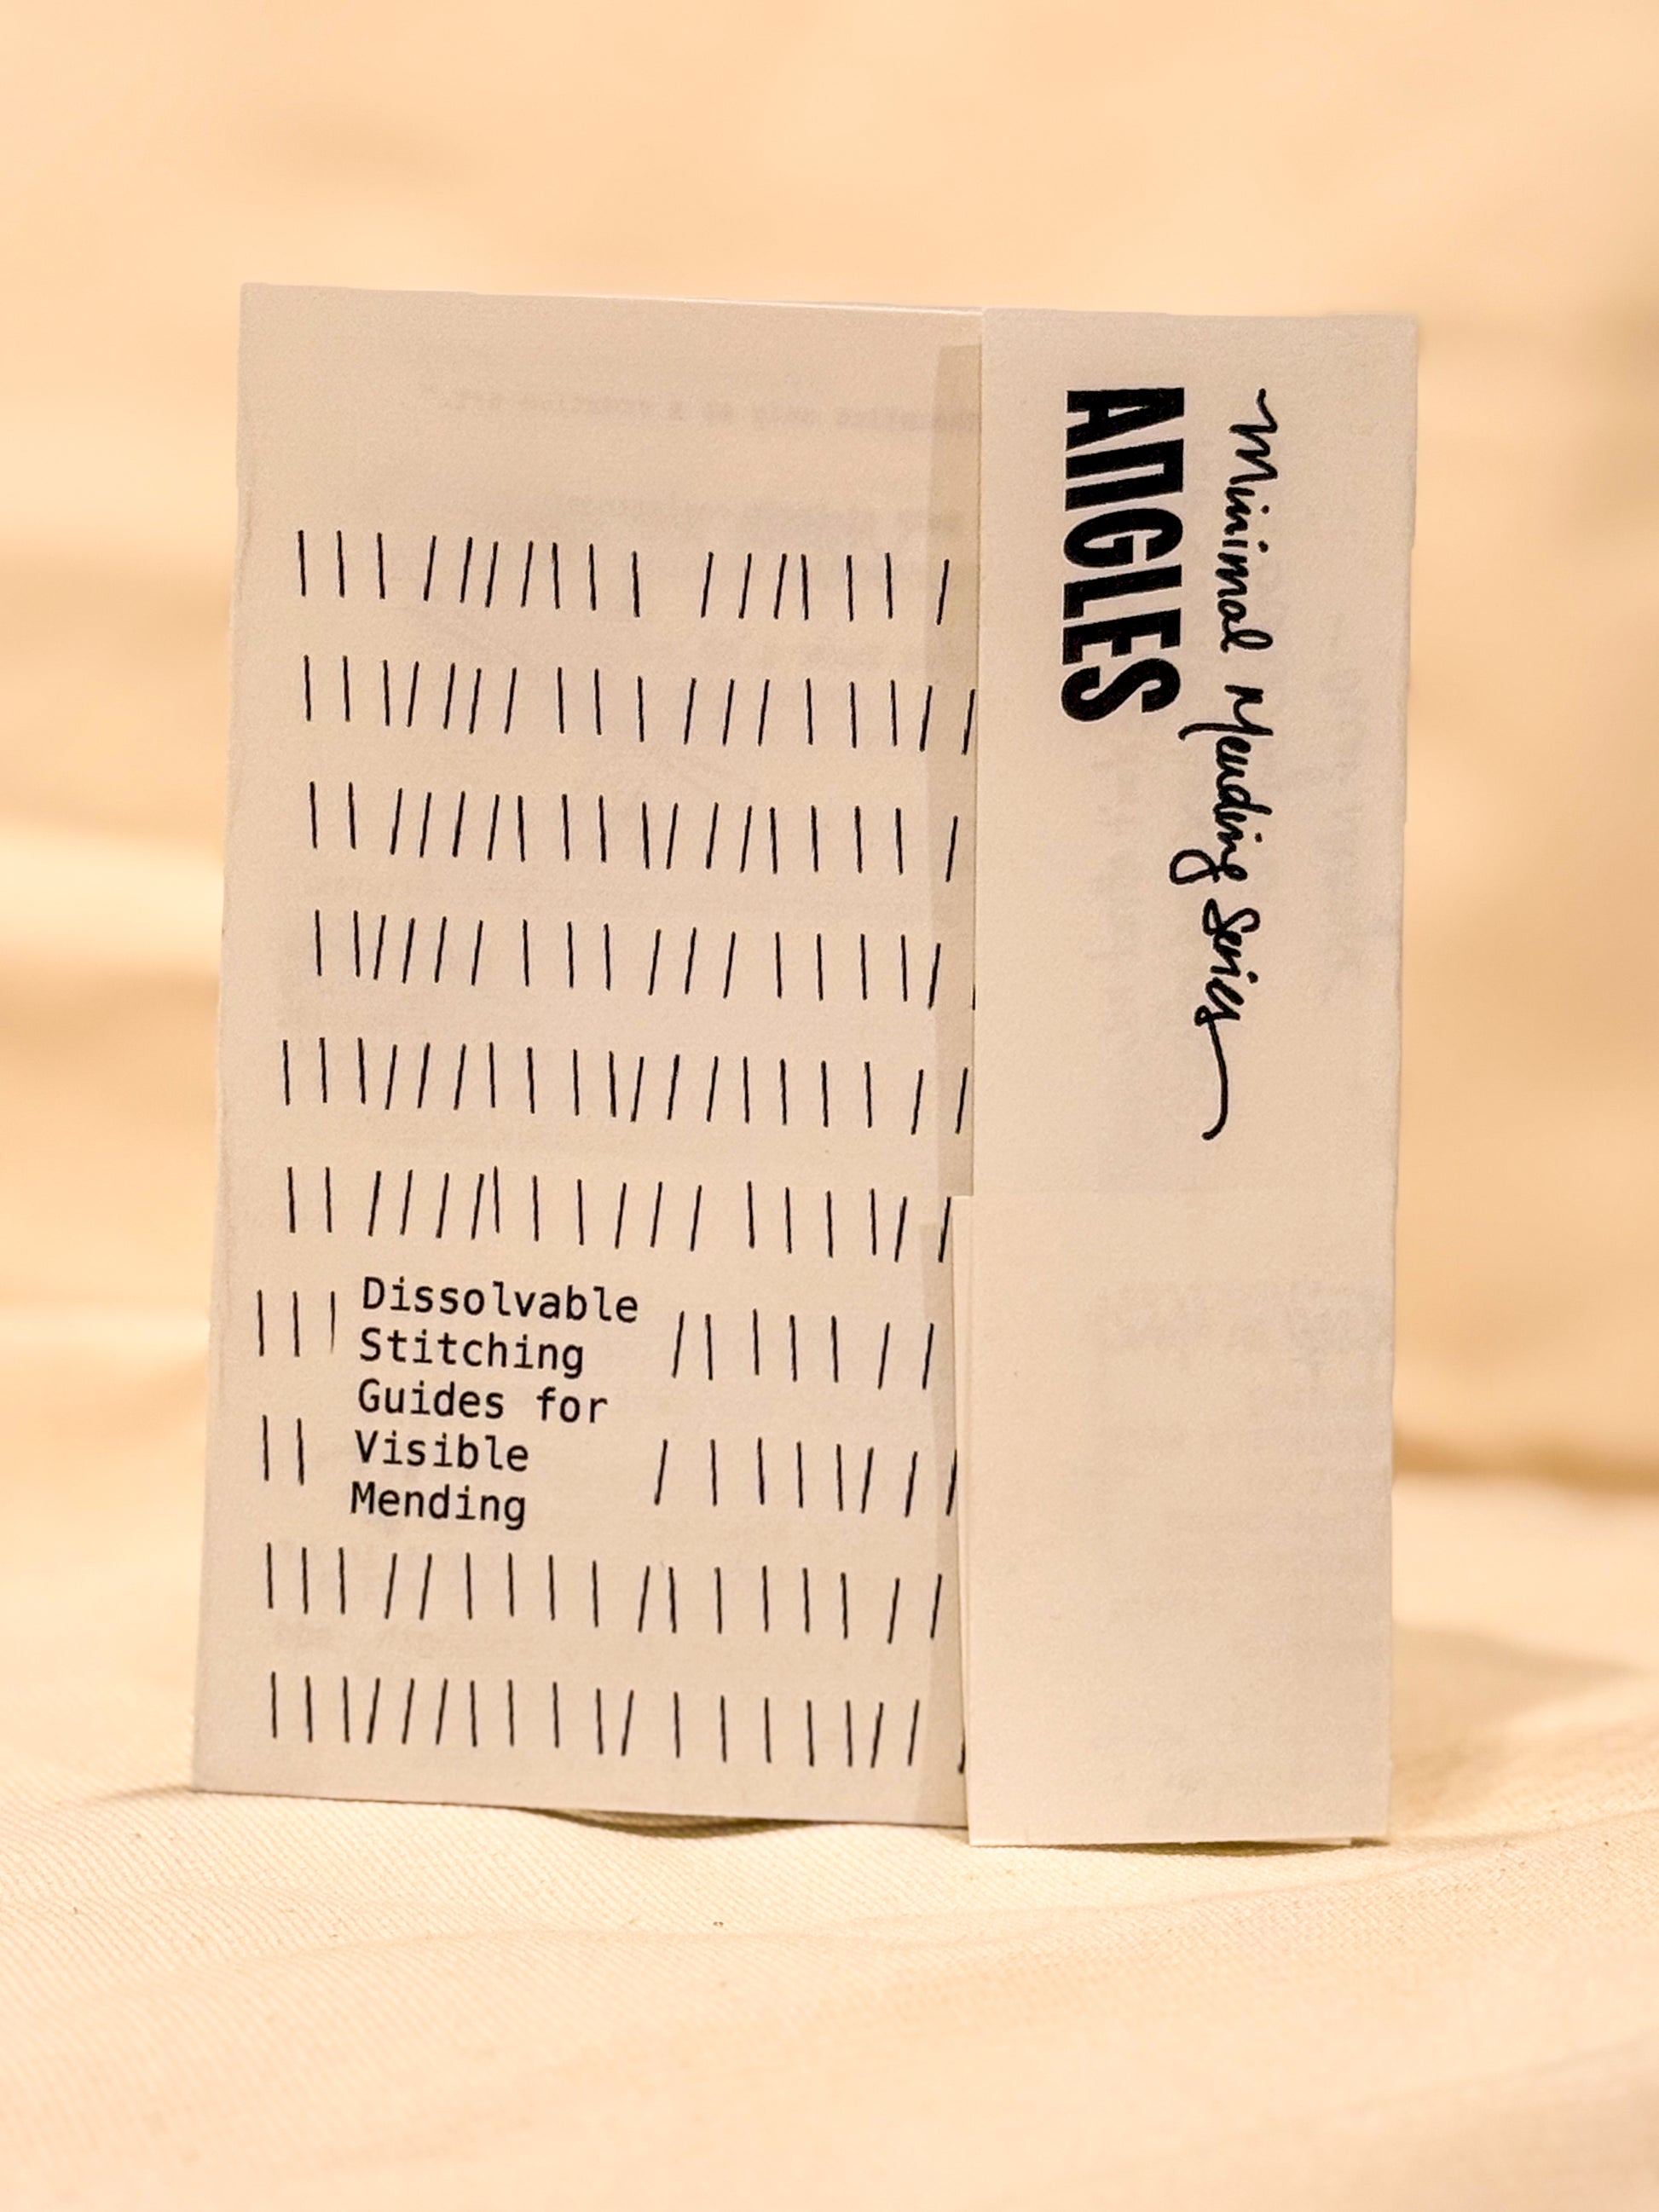 Minimal Mending Series
ANGLES
Dissolvable
Stitching
Guides for
Visible
Mending